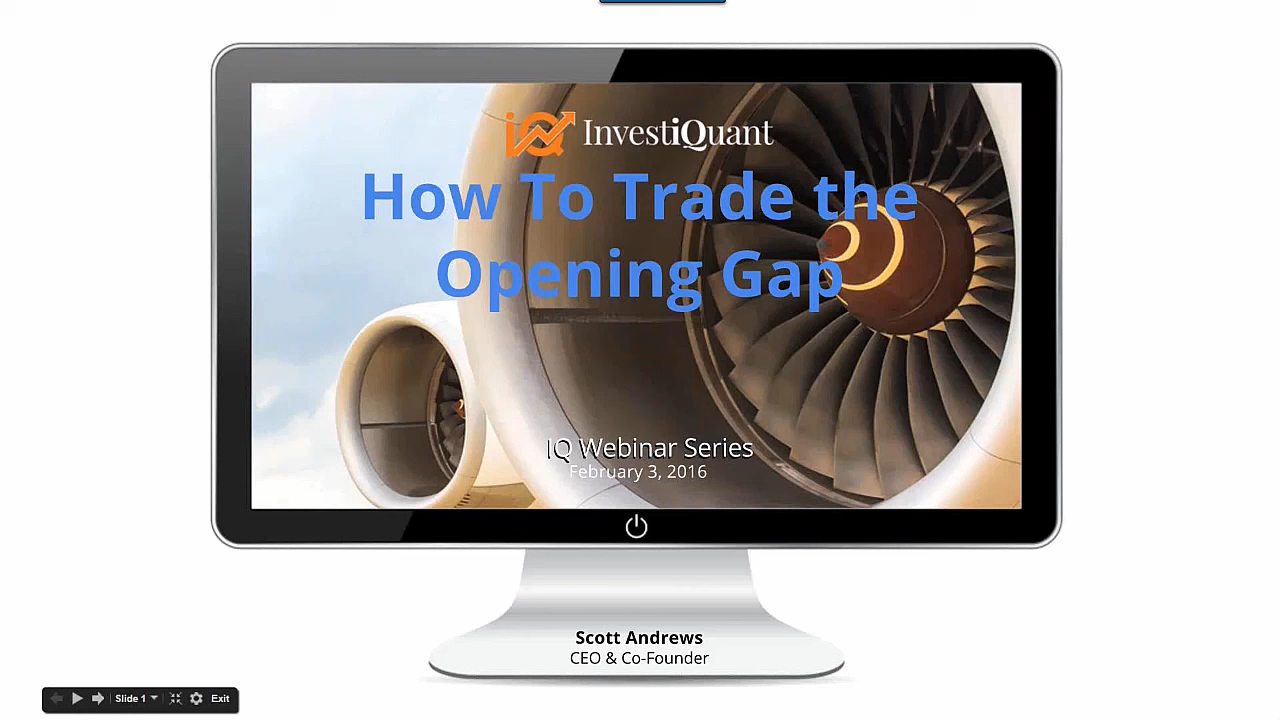 InvestiQuant
How To Trade the
Opening Gap
IQ Webinar Series
February 3, 2016
Scott Andrews
CEO & Co-Founder
Slide 1
Exit